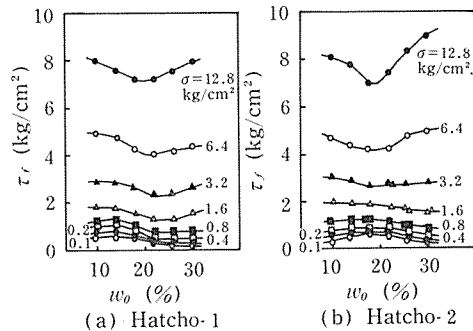 10
8
6
4
2
0
τf (kg/cm²)
(a)
σ=12.8
kg/cm²
6.4
3.2
1.6
0.8
0.4
0.2
0.1
10 20 30
w₀ (%)
(a) Hatcho-1
10
8
6
4
2
0
τf (kg/cm²)
(b)
σ=12.8
kg/cm²
6.4
3.2
1.6
0.8
0.4
0.2
0.1
10 20 30
w₀ (%)
(b) Hatcho-2